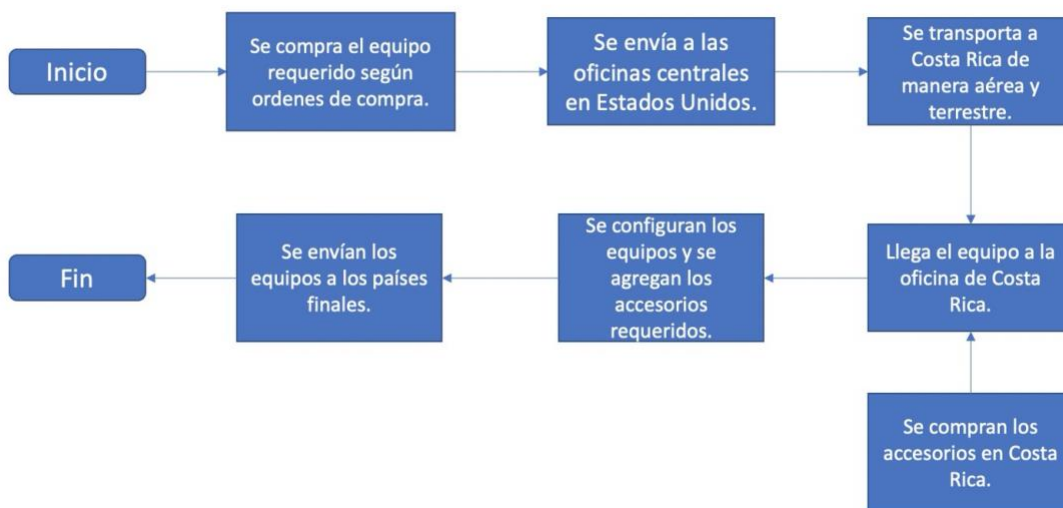 Inicio
Se compra el equipo
requerido según
ordenes de compra.
Se envía a las
oficinas centrales
en Estados Unidos.
Se transporta a
Costa Rica de
manera aérea y
terrestre.
Llega el equipo a la
oficina de Costa
Rica.
Se compran los
accesorios en Costa
Rica.
Se configuran los
equipos y se
agregan los
accesorios
requeridos.
Se envían los
equipos a los países
finales.
Fin